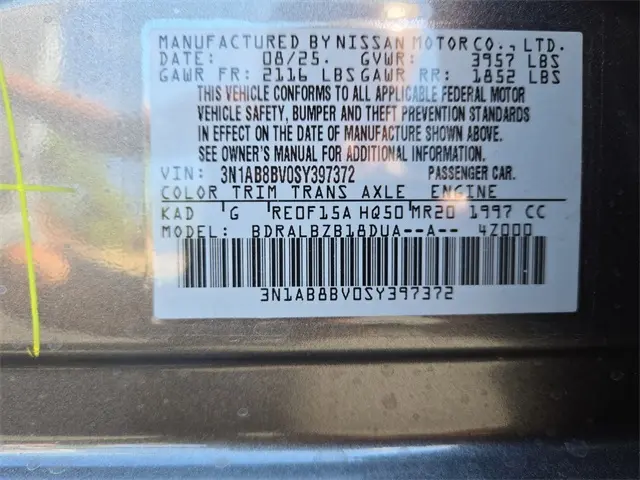 MANUFACTURED BY NISSAN MOTOR CO., LTD.
DATE: 08/25. GVWR: 3957 LBS
GAWR FR: 2116 LBS GAWR RR: 1852 LBS
THIS VEHICLE CONFORMS TO ALL APPLICABLE FEDERAL MOTOR
VEHICLE SAFETY, BUMPER AND THEFT PREVENTION STANDARDS
IN EFFECT ON THE DATE OF MANUFACTURE SHOWN ABOVE.
SEE OWNER'S MANUAL FOR ADDITIONAL INFORMATION.
VIN: 3N1AB8BV0SY397372 PASSENGER CAR.
COLOR TRIM TRANS AXLE ENGINE
KAD G RE0F15A HQ50 MR20 1997 CC
MODEL: BDRALBZB18DUA--A-- 4Z000
3N1AB8BV0SY397372